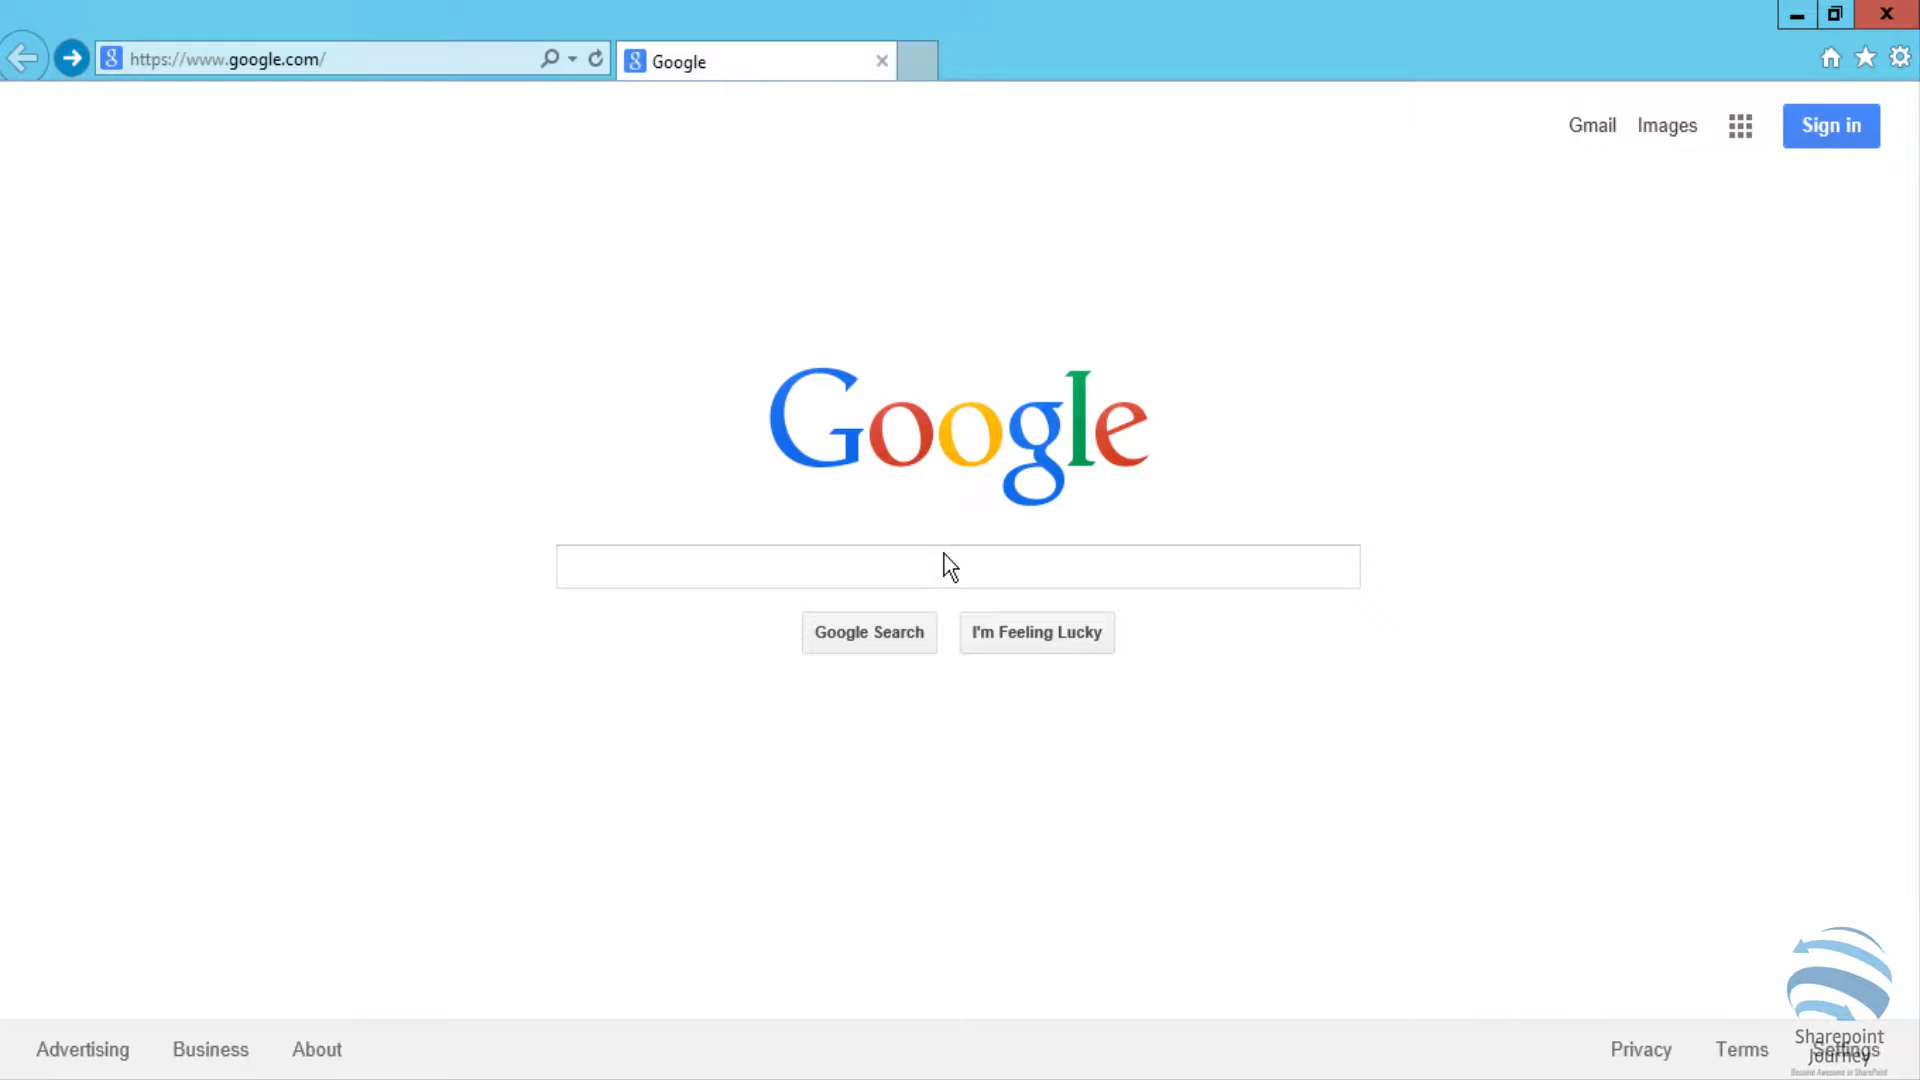 https://www.google.com/
Google
Gmail Images
Sign in
Google
Google Search
I'm Feeling Lucky
Advertising
Business
About
Privacy
Terms
Settings
Sharepoint
Journey
Become Awesome in SharePoint